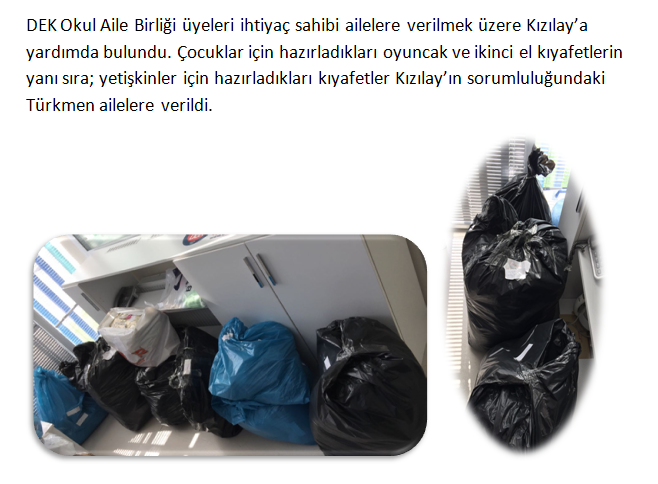 DEK Okul Aile Birliği üyeleri ihtiyaç sahibi ailelere verilmek üzere Kızılay’a
yardımda bulundu. Çocuklar için hazırladıkları oyuncak ve ikinci el kıyafetlerin
yanı sıra; yetişkinler için hazırladıkları kıyafetler Kızılay’ın sorumluluğundaki
Türkmen ailelere verildi.